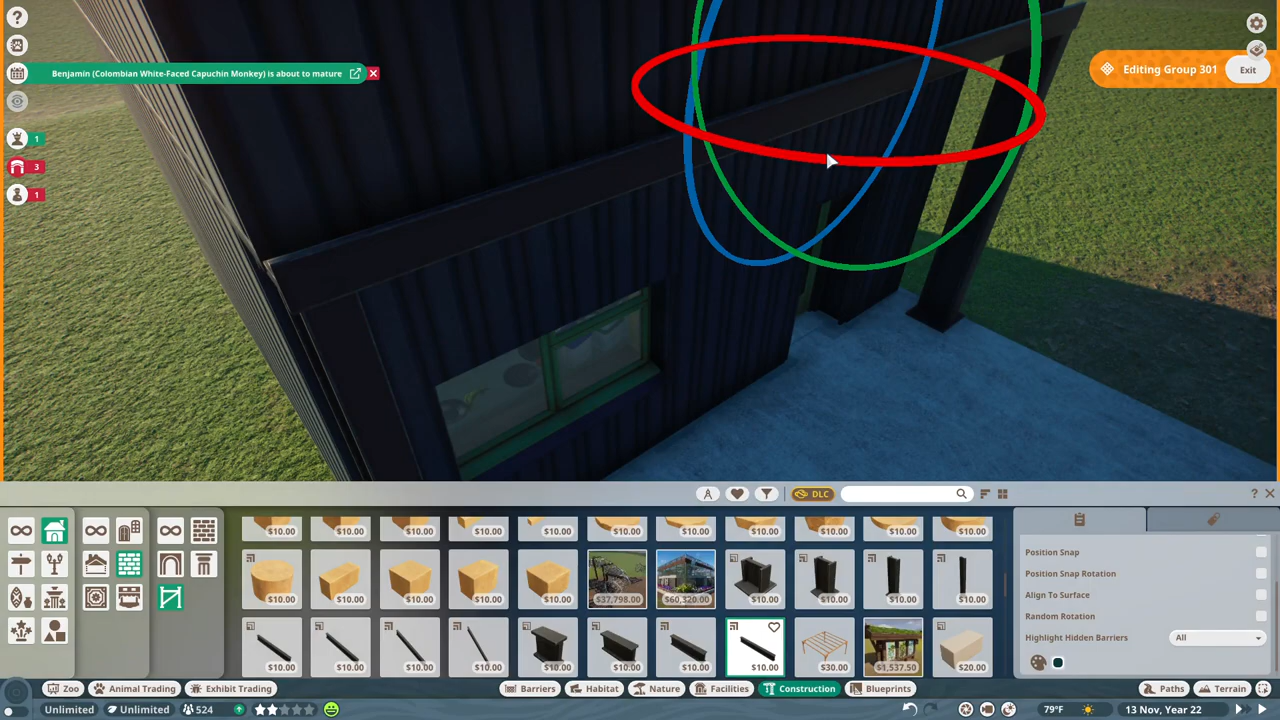 Benjamin (Colombian White-Faced Capuchin Monkey) is about to mature
Editing Group 301
Exit
1
3
1
DLC
$10.00 $10.00 $10.00 $10.00 $10.00 $10.00 $10.00 $10.00 $10.00 $10.00 $10.00
$10.00 $10.00 $10.00 $10.00 $10.00 $37,798.00 $60,320.00 $10.00 $10.00 $10.00 $10.00
$10.00 $10.00 $10.00 $10.00 $10.00 $10.00 $10.00 $10.00 $30.00 $1,537.50 $20.00
Position Snap
Position Snap Rotation
Align To Surface
Random Rotation
Highlight Hidden Barriers
All
Zoo Animal Trading Exhibit Trading Barriers Habitat Nature Facilities Construction Blueprints Paths Terrain
Unlimited Unlimited 524 79°F 13 Nov, Year 22